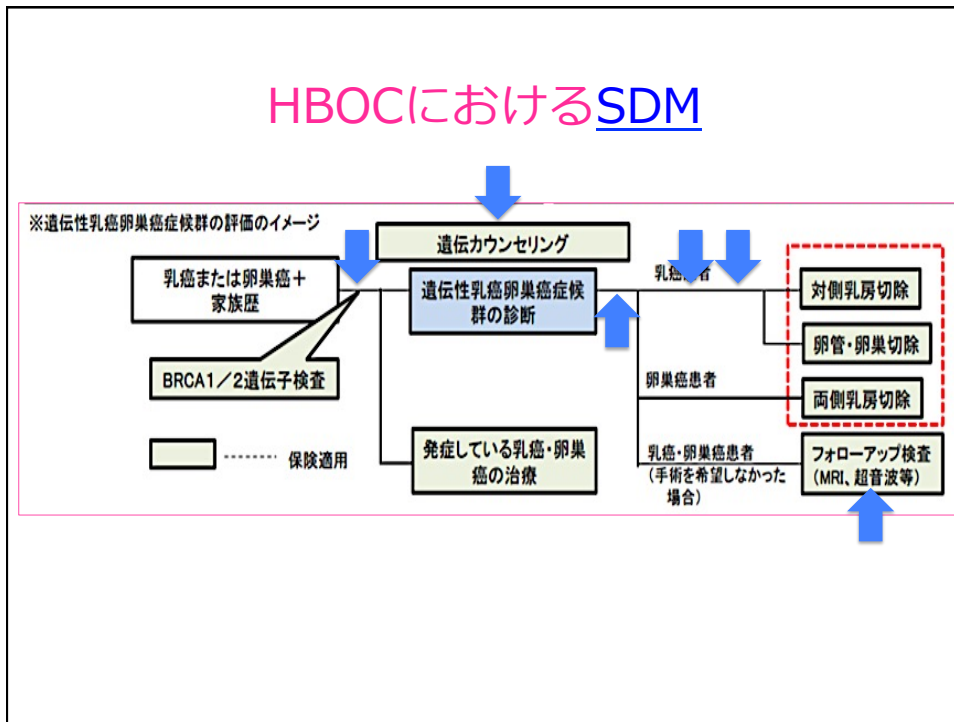 HBOCにおけるSDM
※遺伝性乳癌卵巣癌症候群の評価のイメージ
遺伝カウンセリング
乳癌または卵巣癌＋
家族歴
遺伝性乳癌卵巣癌症候
群の診断
乳癌患者
対側乳房切除
卵管・卵巣切除
BRCA1／2遺伝子検査
卵巣癌患者
両側乳房切除
保険適用
発症している乳癌・卵巣
癌の治療
乳癌・卵巣癌患者
（手術を希望しなかった
場合）
フォローアップ検査
（MRI、超音波等）